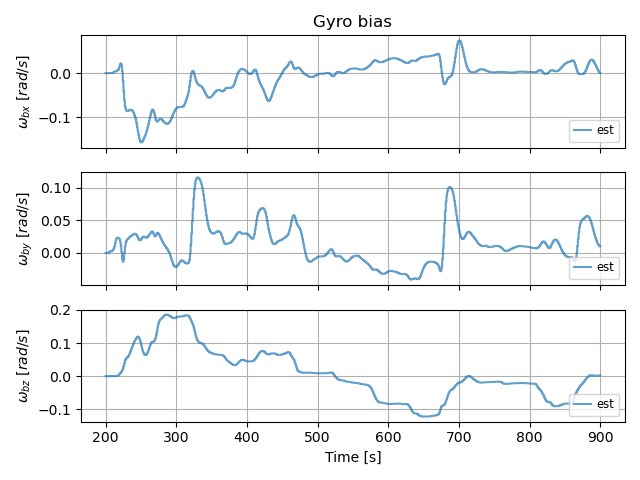 Gyro bias
ω_bx [rad/s]
0.0
−0.1
est
ω_by [rad/s]
0.10
0.05
0.00
est
ω_bz [rad/s]
0.2
0.1
0.0
−0.1
est
200 300 400 500 600 700 800 900
Time [s]